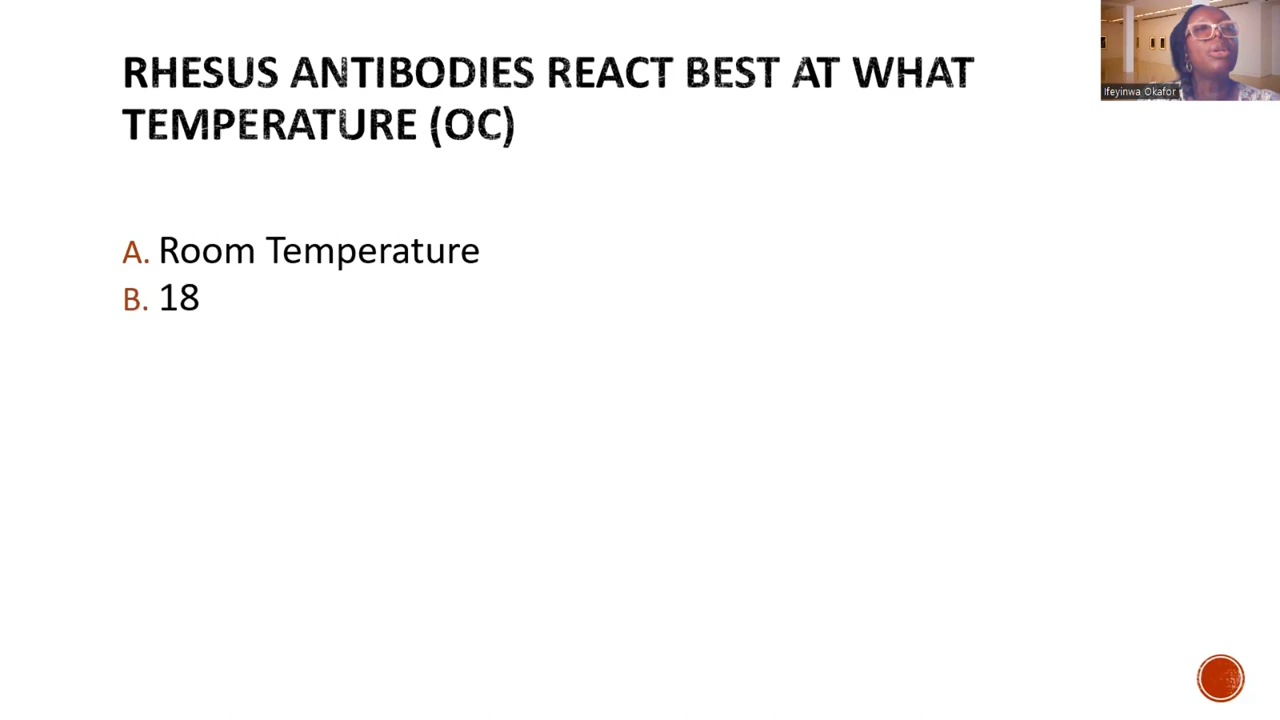 RHESUS ANTIBODIES REACT BEST AT WHAT
TEMPERATURE (OC)
A. Room Temperature
B. 18
Ifeyinwa Okafor